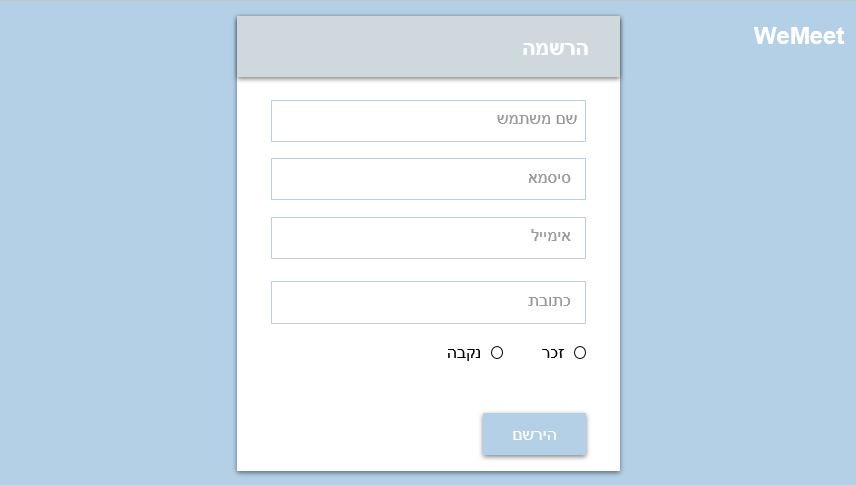 WeMeet
הרשמה
שם משתמש
סיסמא
אימייל
כתובת
זכר נקבה
הירשם